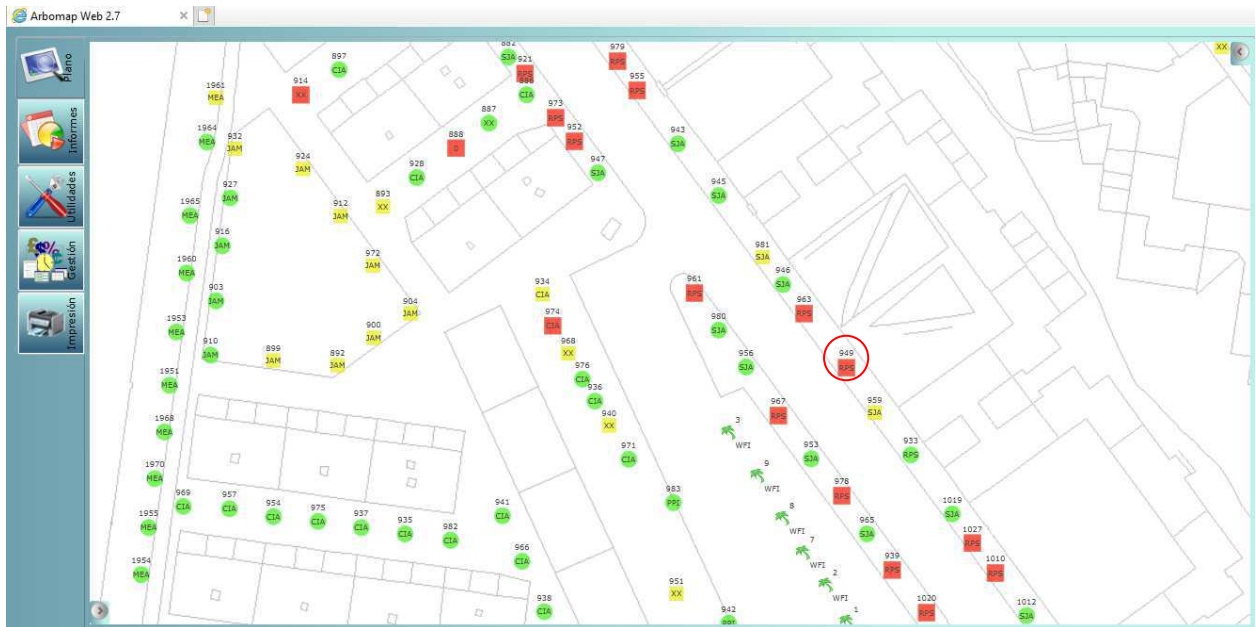 Arbomap Web 2.7
Plano
Informes
Utilidades
Gestión
Impresión
XX
882
SJA
921
RPS
979
RPS
897
CIA
955
RPS
1961
MEA
914
XX
CIA
973
RPS
887
XX
952
RPS
943
SJA
1964
MEA
932
JAM
888
0
924
JAM
928
CIA
947
SJA
945
SJA
927
JAM
893
XX
1965
MEA
912
JAM
916
JAM
981
SJA
972
JAM
1960
MEA
946
SJA
961
RPS
934
CIA
903
JAM
904
JAM
963
RPS
974
CIA
980
SJA
1953
MEA
900
JAM
910
JAM
899
JAM
892
JAM
968
XX
949
RPS
956
SJA
976
CIA
1951
MEA
936
CIA
959
SJA
967
RPS
940
XX
1968
MEA
3
WFI
933
RPS
971
CIA
953
SJA
1970
MEA
9
WFI
978
RPS
983
PPI
969
CIA
957
CIA
954
CIA
975
CIA
937
CIA
935
CIA
982
CIA
941
CIA
1955
MEA
8
WFI
1019
SJA
965
SJA
1027
RPS
7
WFI
966
CIA
1954
MEA
939
RPS
1010
RPS
2
WFI
951
XX
938
CIA
1020
RPS
1012
SJA
942
PPI
1